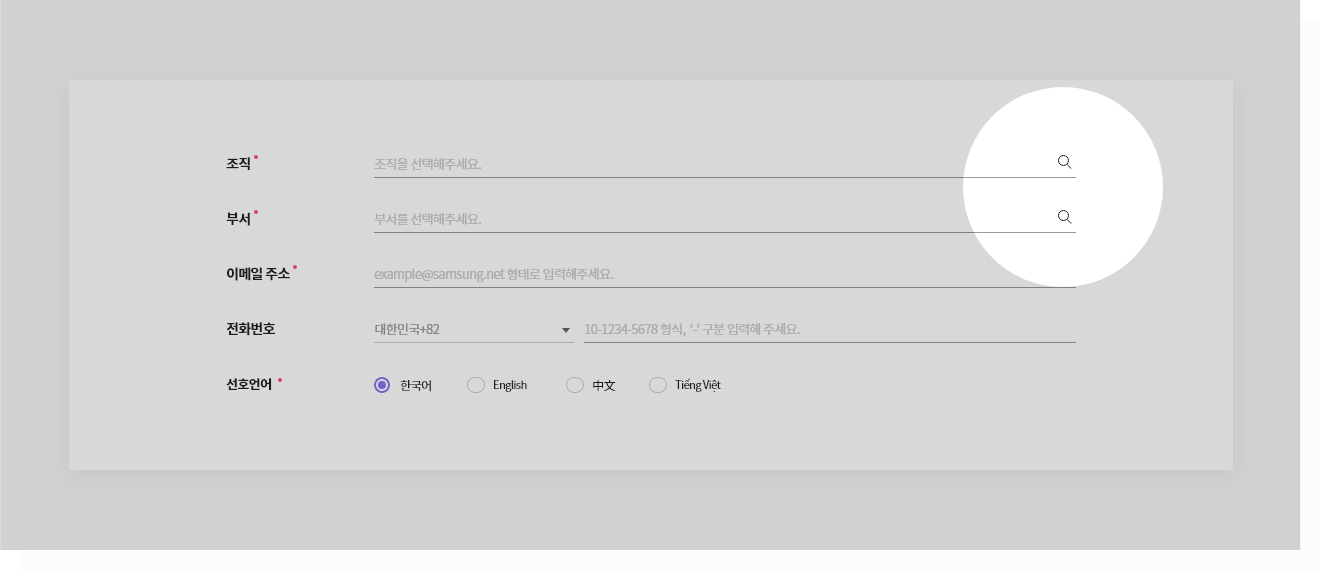 조직 조직을 선택해주세요.
부서 부서를 선택해주세요.
이메일 주소 example@samsung.net 형태로 입력해주세요.
전화번호 대한민국+82 10-1234-5678 형식, '-' 구분 입력해 주세요.
선호언어 한국어 English 中文 Tiếng Việt